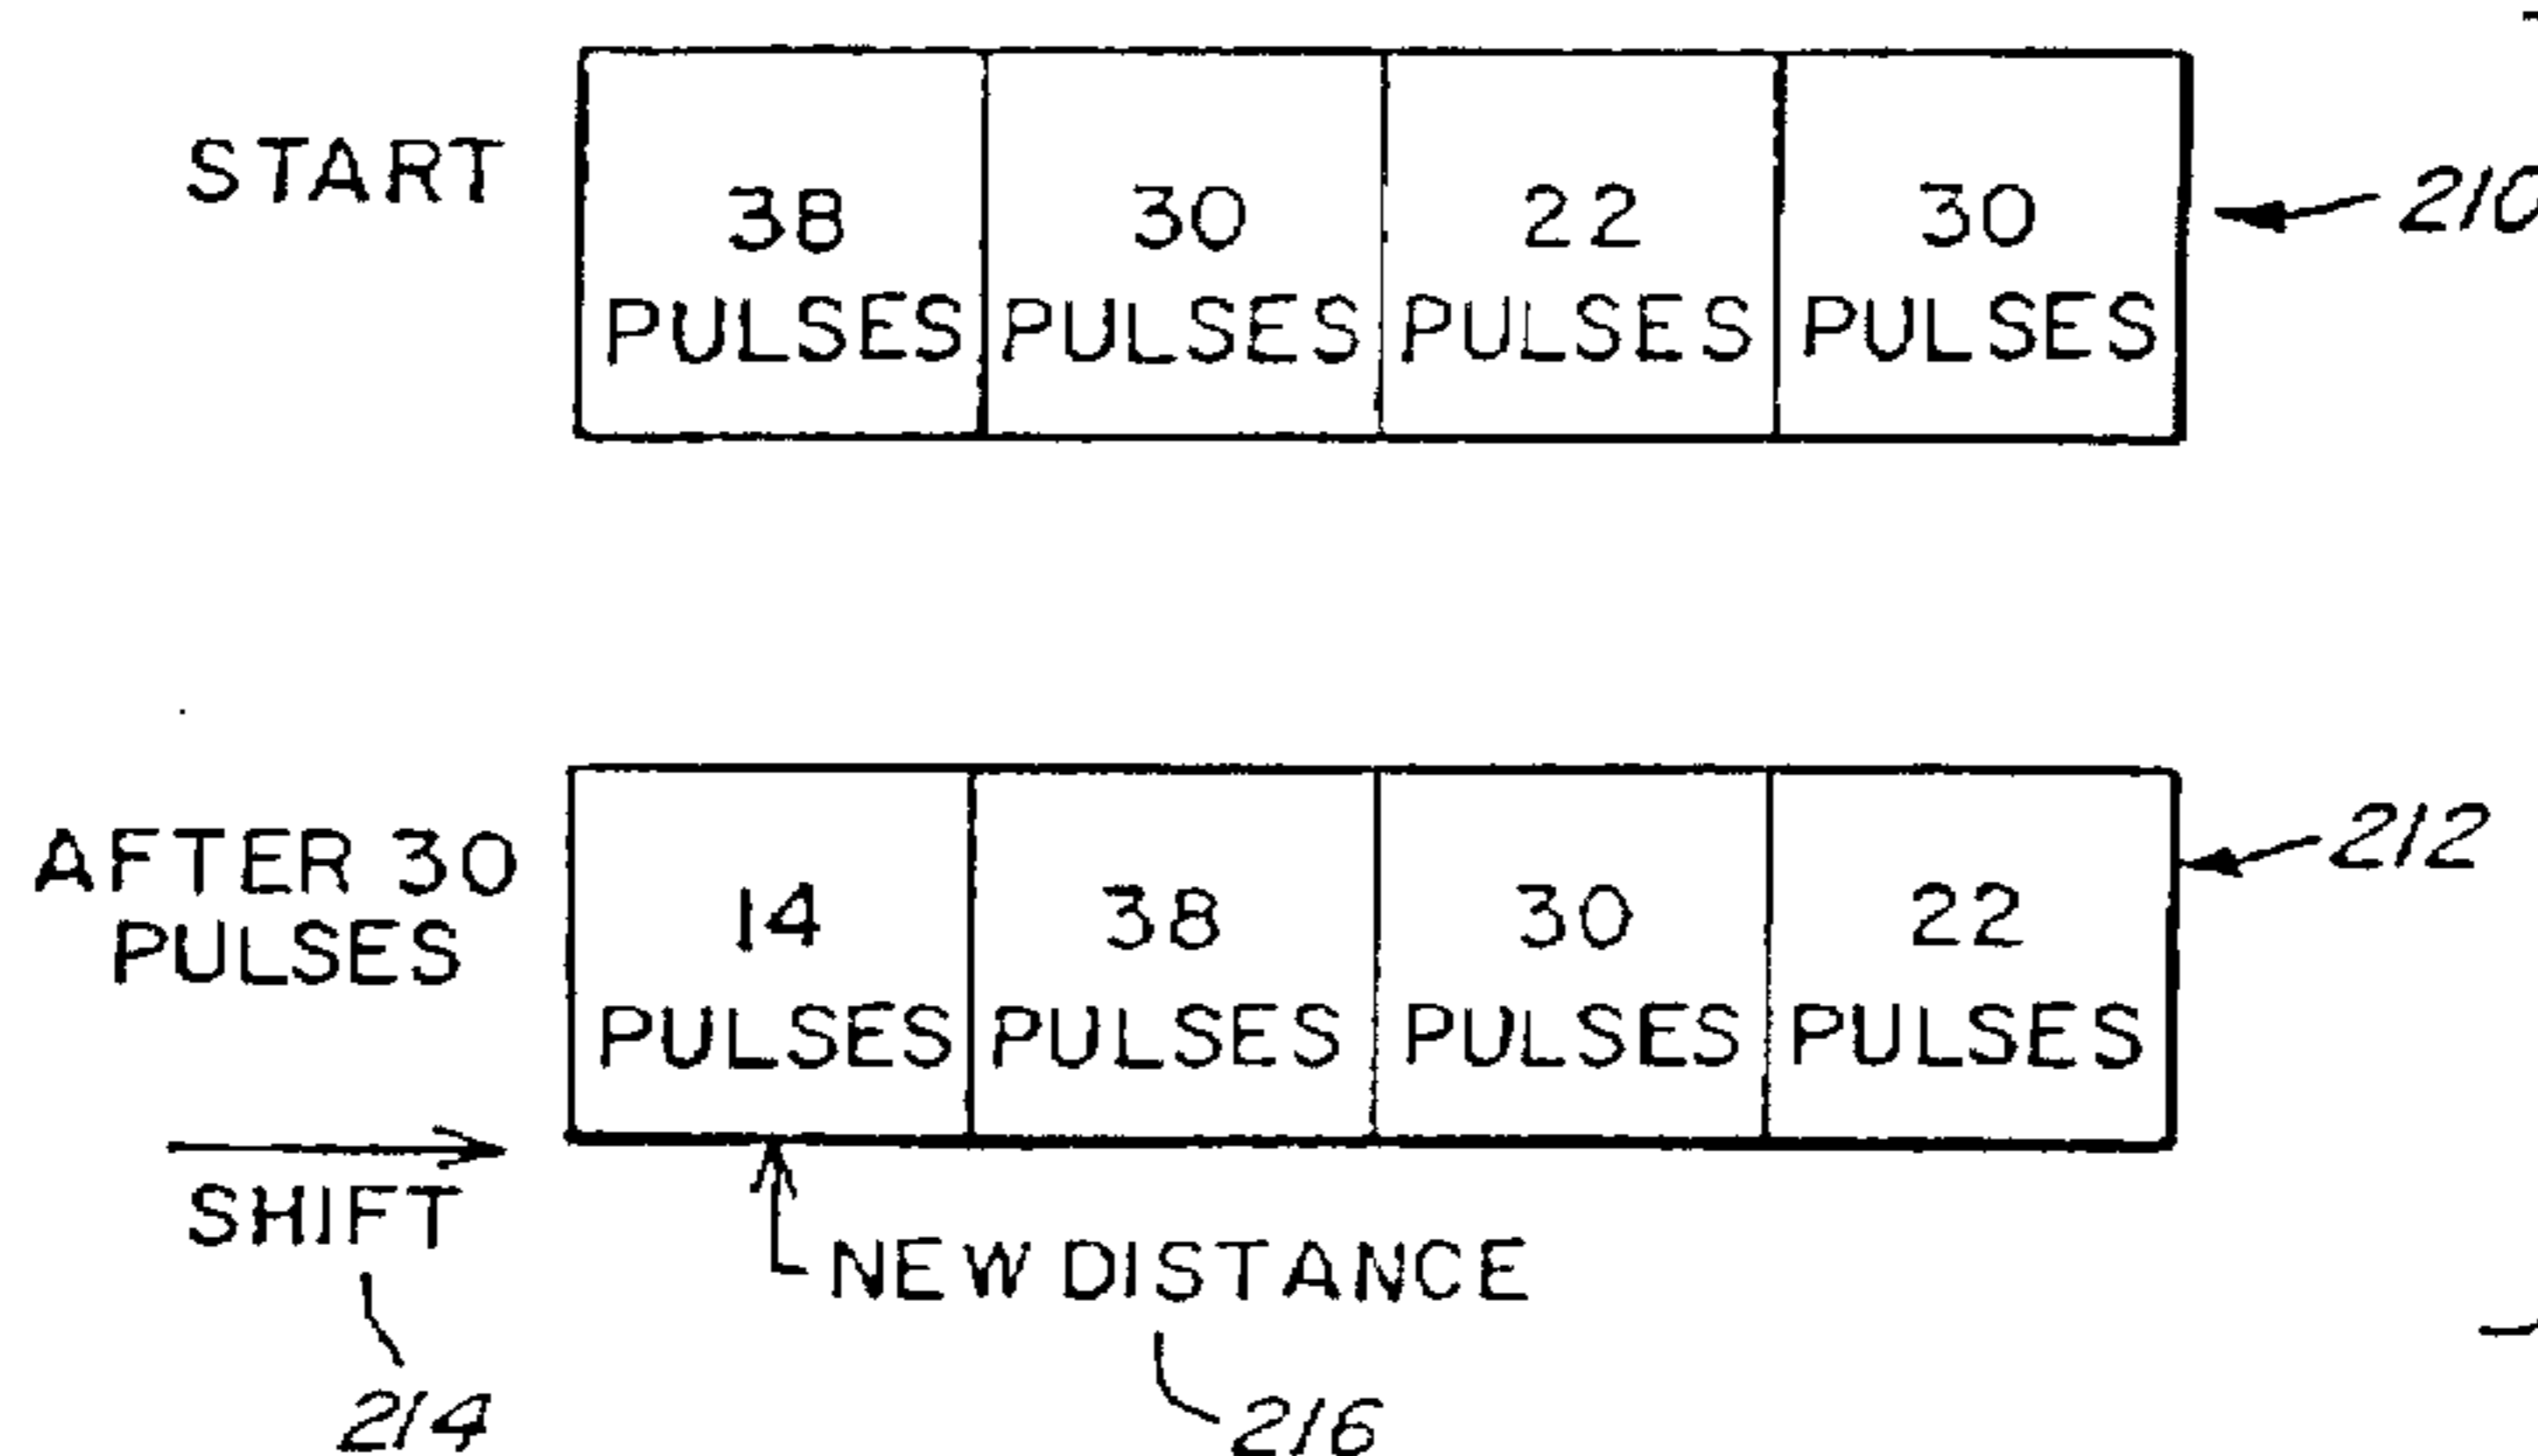 START
38 30 22 30
PULSES PULSES PULSES PULSES
210
AFTER 30
PULSES
14 38 30 22
PULSES PULSES PULSES PULSES
212
SHIFT
NEW DISTANCE
214
216